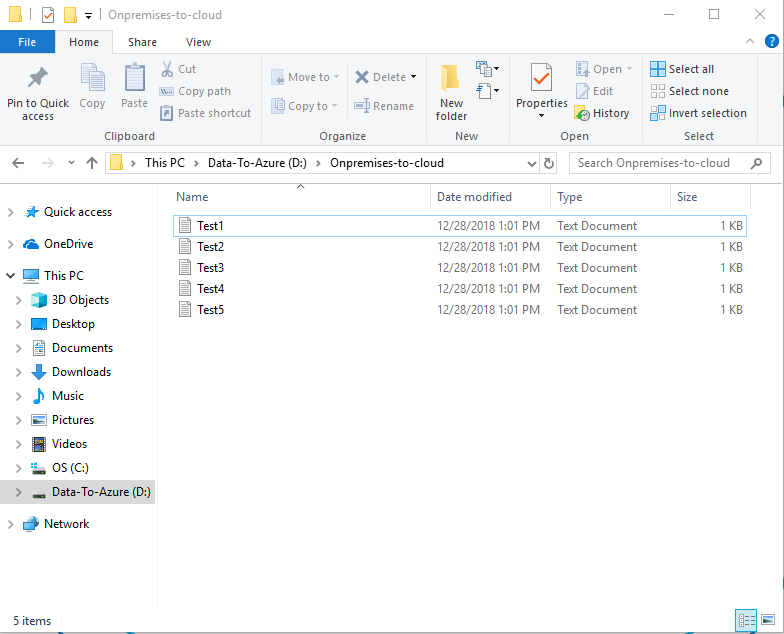 Onpremises-to-cloud
File Home Share View
Pin to Quick access
Copy
Paste
Cut
Copy path
Paste shortcut
Clipboard
Move to
Copy to
Delete
Rename
Organize
New folder
New
Properties
Open
Edit
History
Open
Select all
Select none
Invert selection
Select
This PC > Data-To-Azure (D:) > Onpremises-to-cloud
Search Onpremises-to-cloud
Quick access
OneDrive
This PC
3D Objects
Desktop
Documents
Downloads
Music
Pictures
Videos
OS (C:)
Data-To-Azure (D:)
Network
Name Date modified Type Size
Test1 12/28/2018 1:01 PM Text Document 1 KB
Test2 12/28/2018 1:01 PM Text Document 1 KB
Test3 12/28/2018 1:01 PM Text Document 1 KB
Test4 12/28/2018 1:01 PM Text Document 1 KB
Test5 12/28/2018 1:01 PM Text Document 1 KB
5 items